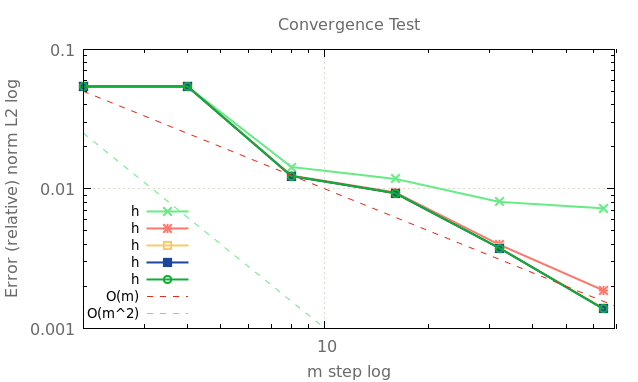 Convergence Test
Error (relative) norm L2 log
0.1
0.01
0.001
h
h
h
h
h
O(m)
O(m^2)
10
m step log